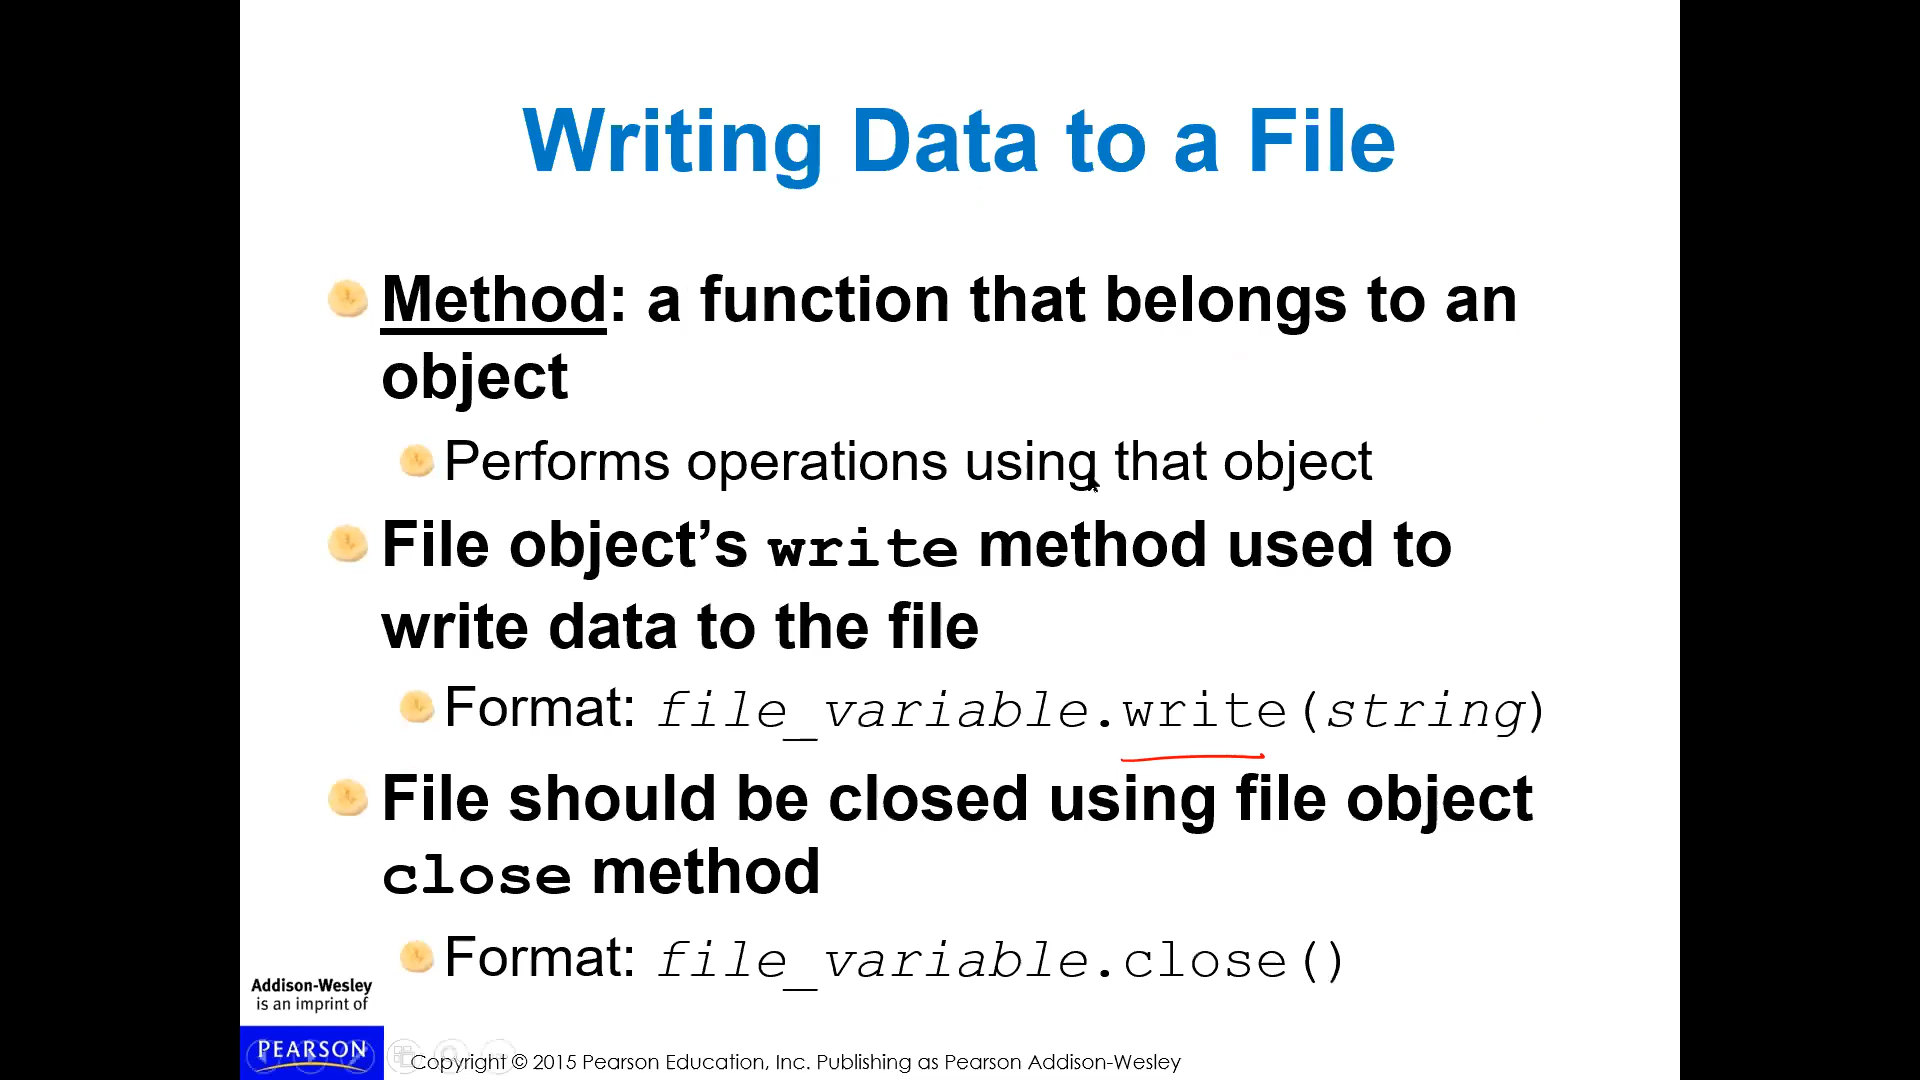 Writing Data to a File
Method: a function that belongs to an
object
Performs operations using that object
File object’s write method used to
write data to the file
Format: file_variable.write(string)
File should be closed using file object
close method
Format: file_variable.close()
Addison-Wesley
is an imprint of
PEARSON
Copyright © 2015 Pearson Education, Inc. Publishing as Pearson Addison-Wesley